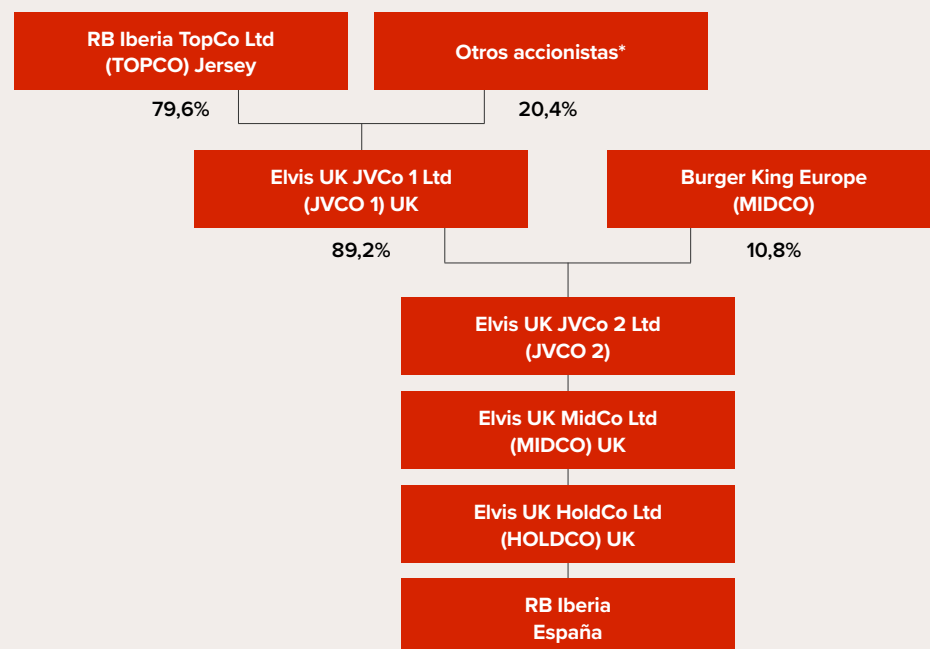 RB Iberia TopCo Ltd
(TOPCO) Jersey
Otros accionistas*
79,6%
20,4%
Elvis UK JVCo 1 Ltd
(JVCO 1) UK
Burger King Europe
(MIDCO)
89,2%
10,8%
Elvis UK JVCo 2 Ltd
(JVCO 2)
Elvis UK MidCo Ltd
(MIDCO) UK
Elvis UK HoldCo Ltd
(HOLDCO) UK
RB Iberia
España